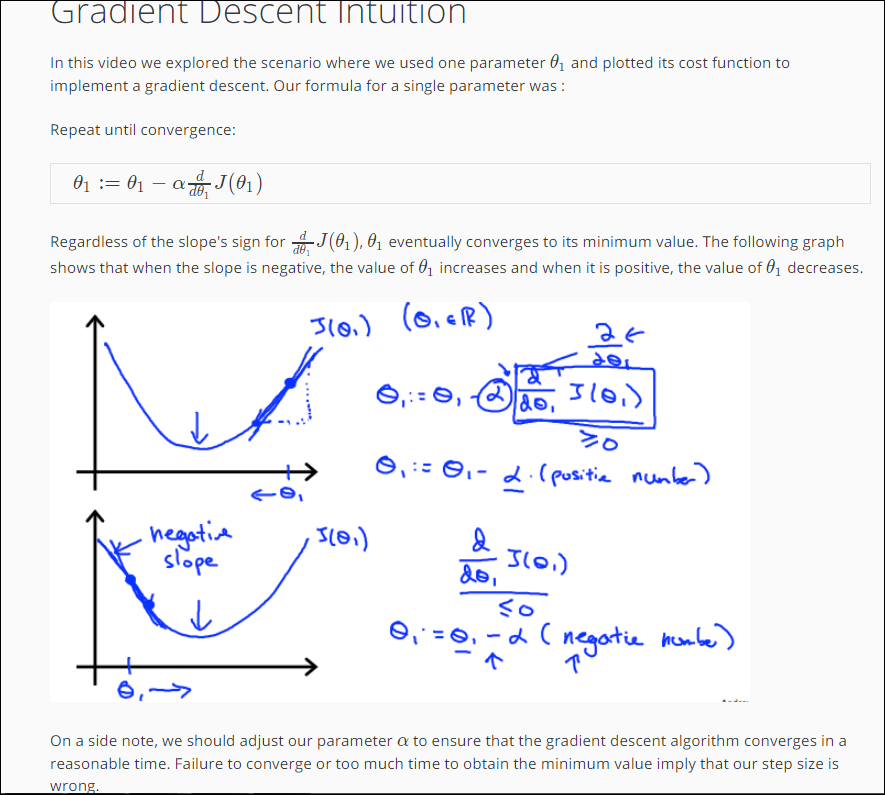 Gradient Descent Intuition
In this video we explored the scenario where we used one parameter θ₁ and plotted its cost function to
implement a gradient descent. Our formula for a single parameter was :
Repeat until convergence:
θ₁ := θ₁ − α d/dθ₁ J(θ₁)
Regardless of the slope's sign for d/dθ₁ J(θ₁), θ₁ eventually converges to its minimum value. The following graph
shows that when the slope is negative, the value of θ₁ increases and when it is positive, the value of θ₁ decreases.
J(θ₁) (θ₁ ∈ ℝ)
∂/∂θ₁ ←
θ₁ := θ₁ − α d/dθ₁ J(θ₁)
≥ 0
θ₁ := θ₁ − α · (positive number)
← θ₁
negative
slope
J(θ₁)
d/dθ₁ J(θ₁)
≤ 0
θ₁ := θ₁ − α (negative number)
θ₁ →
On a side note, we should adjust our parameter α to ensure that the gradient descent algorithm converges in a
reasonable time. Failure to converge or too much time to obtain the minimum value imply that our step size is
wrong.